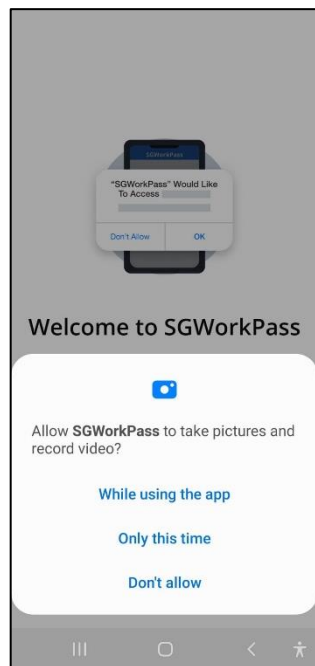 SGWorkPass
"SGWorkPass" Would Like
To Access
Don't Allow
OK
Welcome to SGWorkPass
Allow SGWorkPass to take pictures and
record video?
While using the app
Only this time
Don't allow